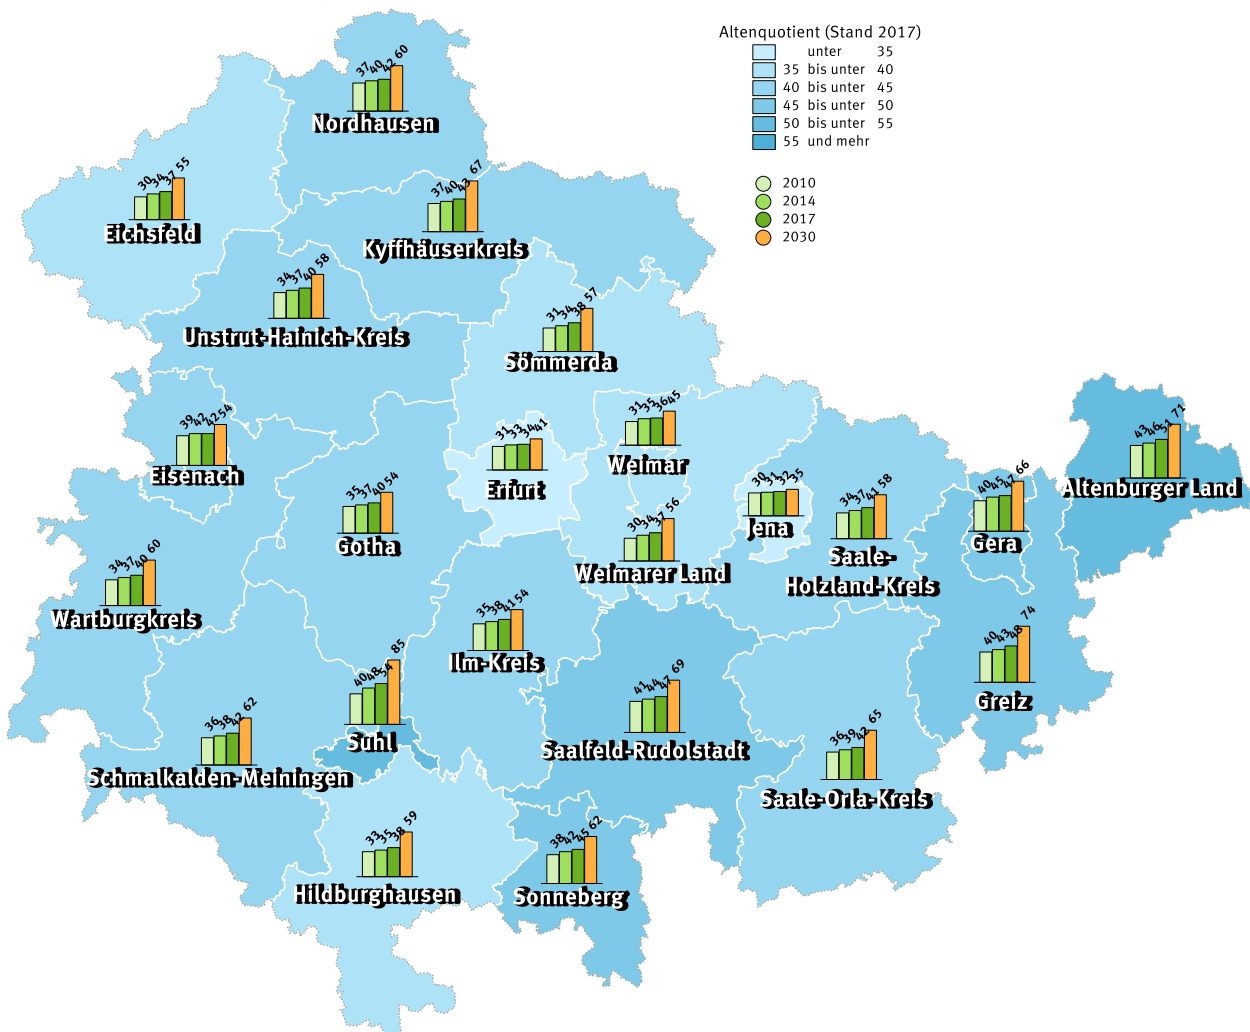 Altenquotient (Stand 2017)
unter 35
35 bis unter 40
40 bis unter 45
45 bis unter 50
50 bis unter 55
55 und mehr
2010
2014
2017
2030
37 40 42 60
Nordhausen
30 34 37 55
Eichsfeld
37 40 43 67
Kyffhäuserkreis
34 37 40 58
Unstrut-Hainich-Kreis
31 34 38 57
Sömmerda
39 42 42 54
Eisenach
31 33 34 41
Erfurt
31 35 36 45
Weimar
43 46 51 71
Altenburger Land
35 37 40 54
Gotha
30 31 32 35
Jena
34 37 41 58
Saale-
Holzland-Kreis
40 45 47 66
Gera
30 34 37 56
Weimarer Land
34 37 40 60
Wartburgkreis
35 38 41 54
Ilm-Kreis
40 43 48 74
Greiz
40 48 54 85
Suhl
41 44 47 69
Saalfeld-Rudolstadt
36 38 42 62
Schmalkalden-Meiningen
36 39 42 65
Saale-Orla-Kreis
33 35 38 59
Hildburghausen
38 42 45 62
Sonneberg